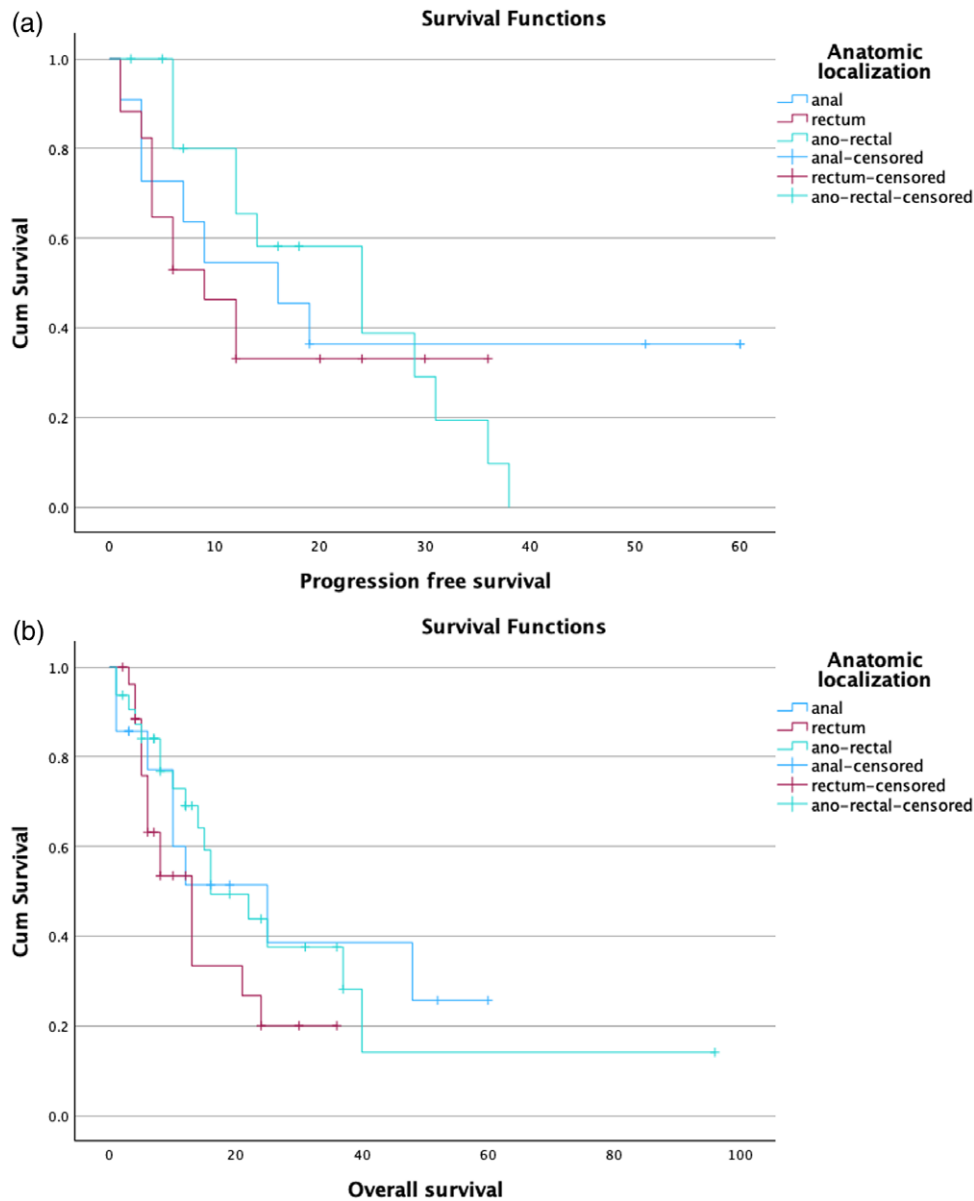 (a)
Survival Functions
Anatomic
localization
anal
rectum
ano-rectal
anal-censored
rectum-censored
ano-rectal-censored
Cum Survival
1.0
0.8
0.6
0.4
0.2
0.0
0 10 20 30 40 50 60
Progression free survival
(b)
Survival Functions
Anatomic
localization
anal
rectum
ano-rectal
anal-censored
rectum-censored
ano-rectal-censored
Cum Survival
1.0
0.8
0.6
0.4
0.2
0.0
0 20 40 60 80 100
Overall survival